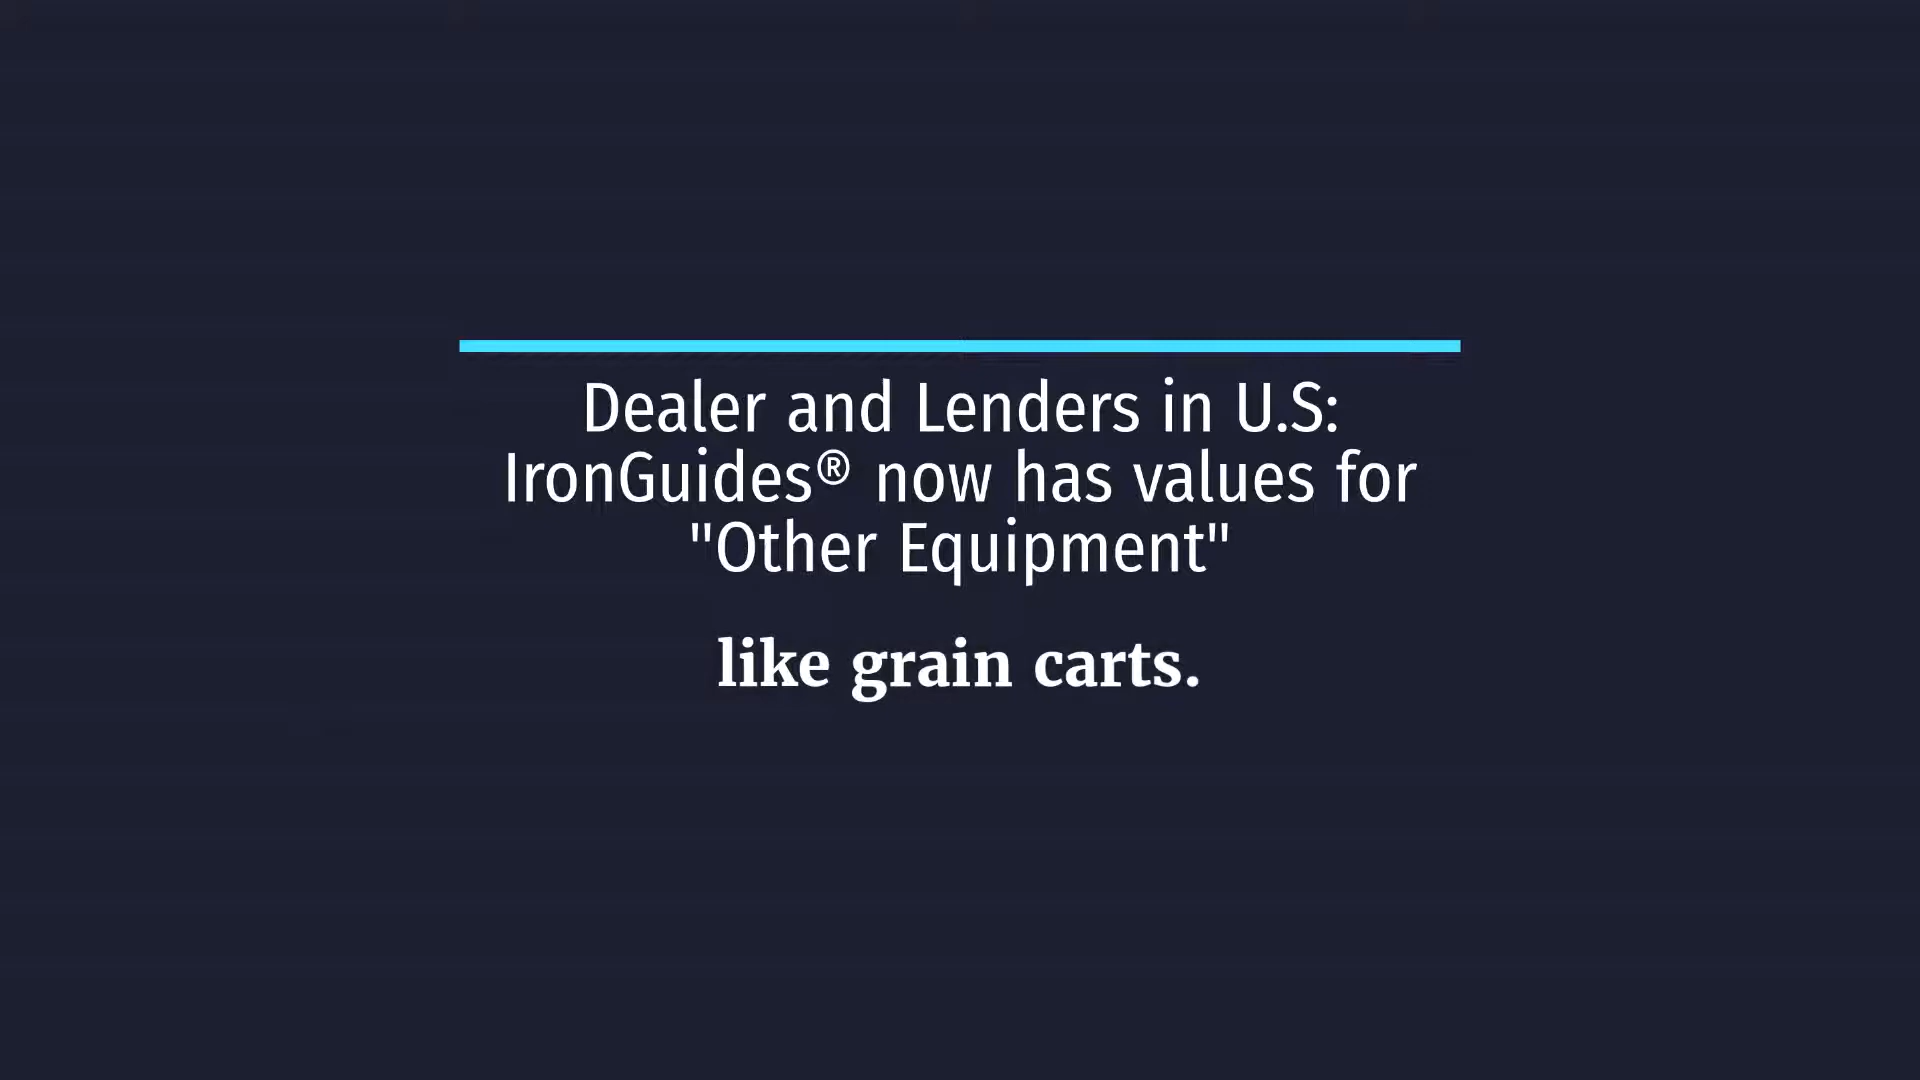 Dealer and Lenders in U.S:
IronGuides® now has values for
"Other Equipment"
like grain carts.